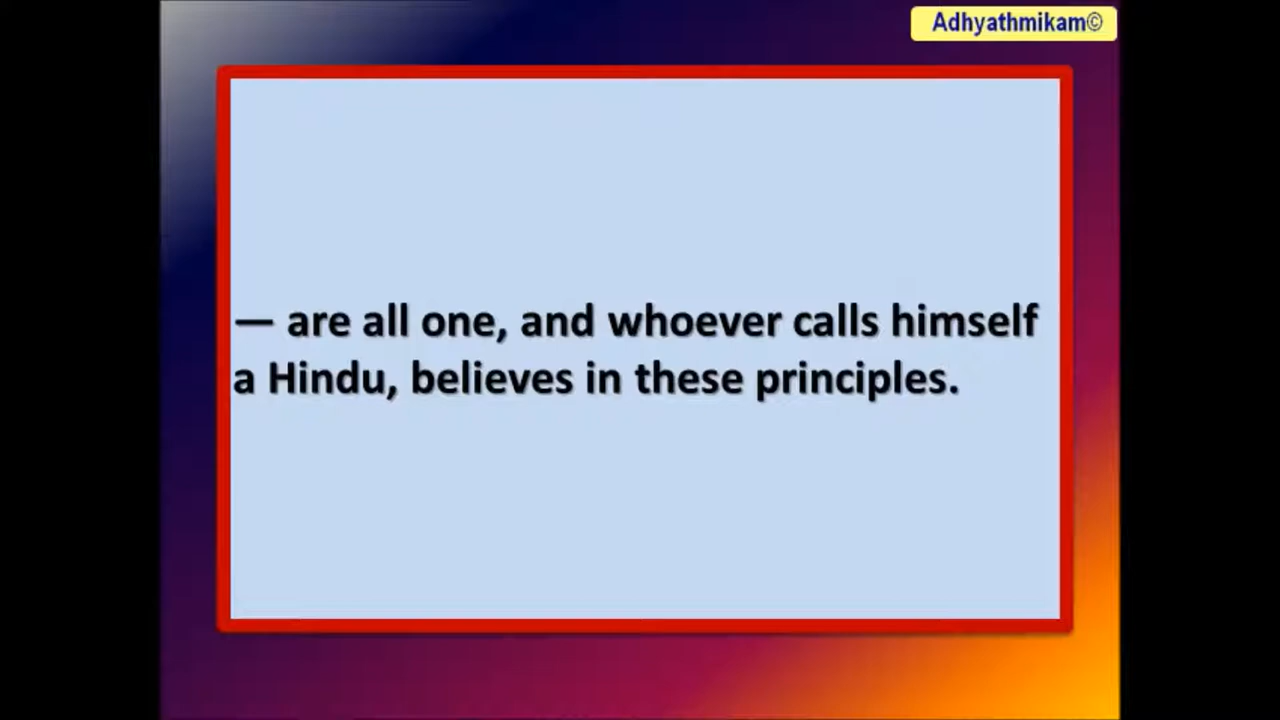 Adhyathmikam©
— are all one, and whoever calls himself
a Hindu, believes in these principles.